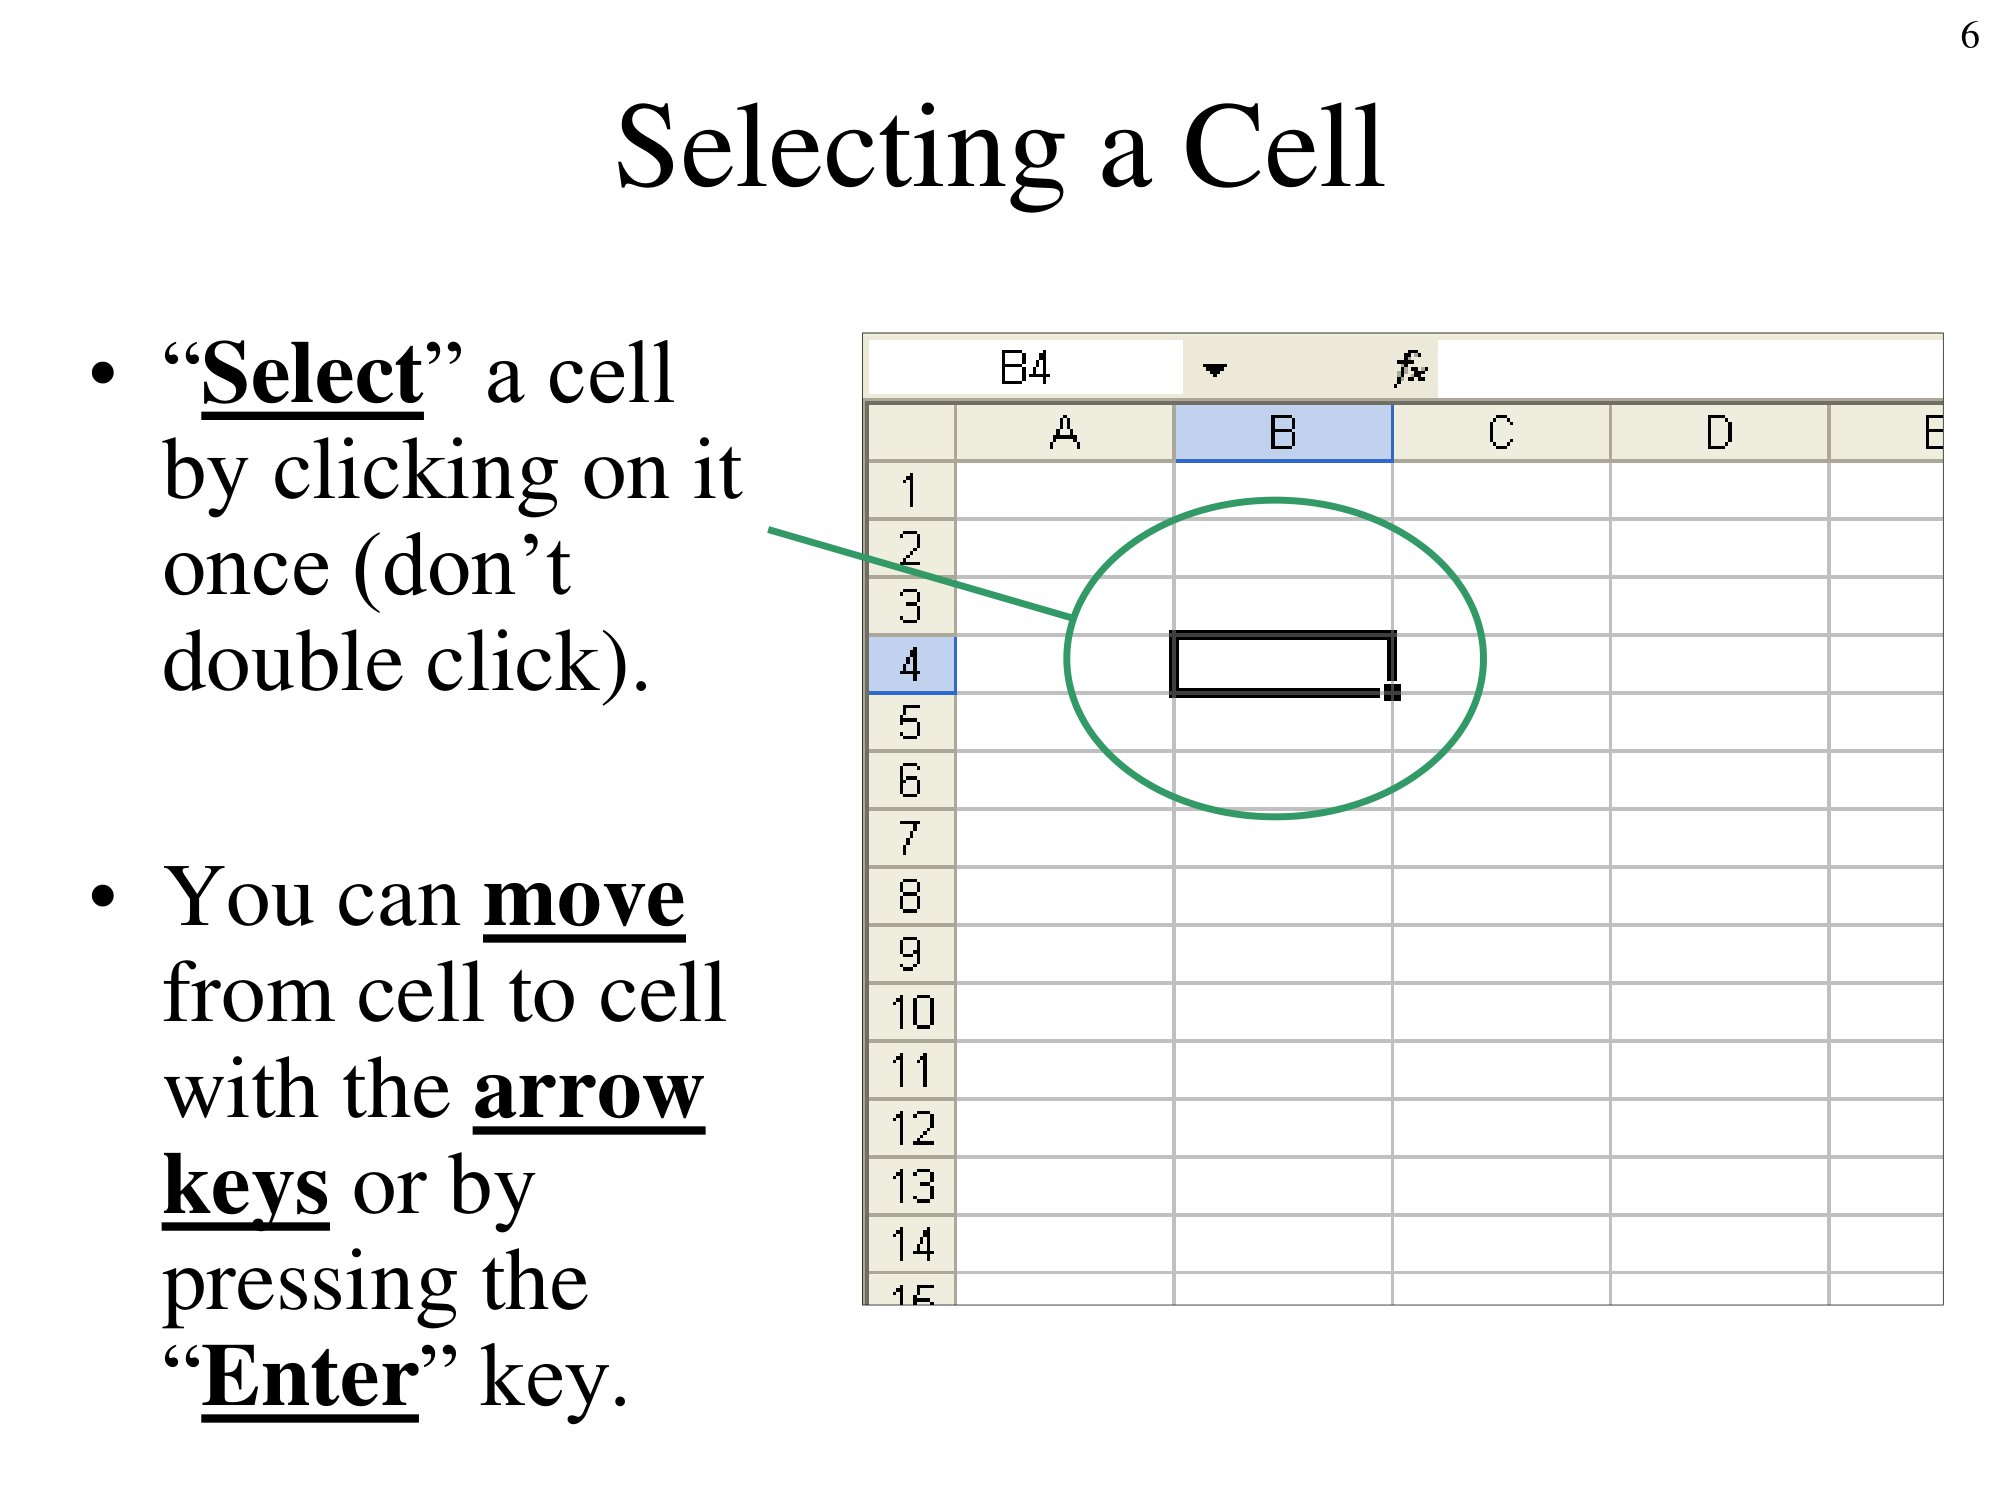 6
Selecting a Cell
• “Select” a cell
by clicking on it
once (don’t
double click).
• You can move
from cell to cell
with the arrow
keys or by
pressing the
“Enter” key.
B4 fx
A B C D E
1
2
3
4
5
6
7
8
9
10
11
12
13
14
15